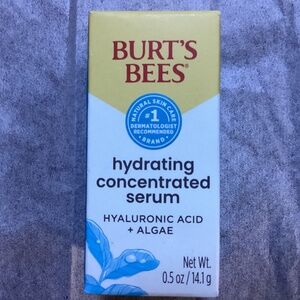 BURT'S
BEES®
NATURAL SKIN CARE
#1
DERMATOLOGIST
RECOMMENDED
BRAND
hydrating
concentrated
serum
HYALURONIC ACID
+ ALGAE
Net Wt.
0.5 oz / 14.1 g